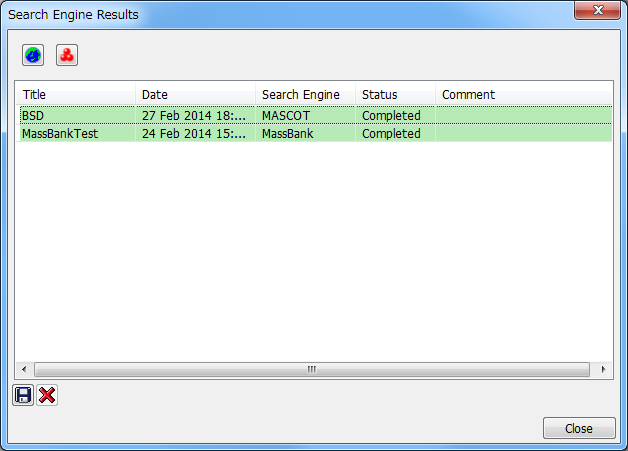 Search Engine Results
Title Date Search Engine Status Comment
BSD 27 Feb 2014 18:... MASCOT Completed
MassBankTest 24 Feb 2014 15:... MassBank Completed
Close